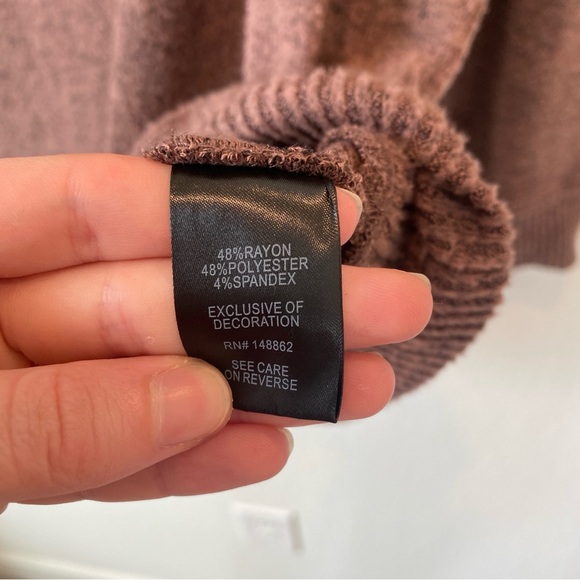 48%RAYON
48%POLYESTER
4%SPANDEX
EXCLUSIVE OF
DECORATION
RN# 148862
SEE CARE
ON REVERSE